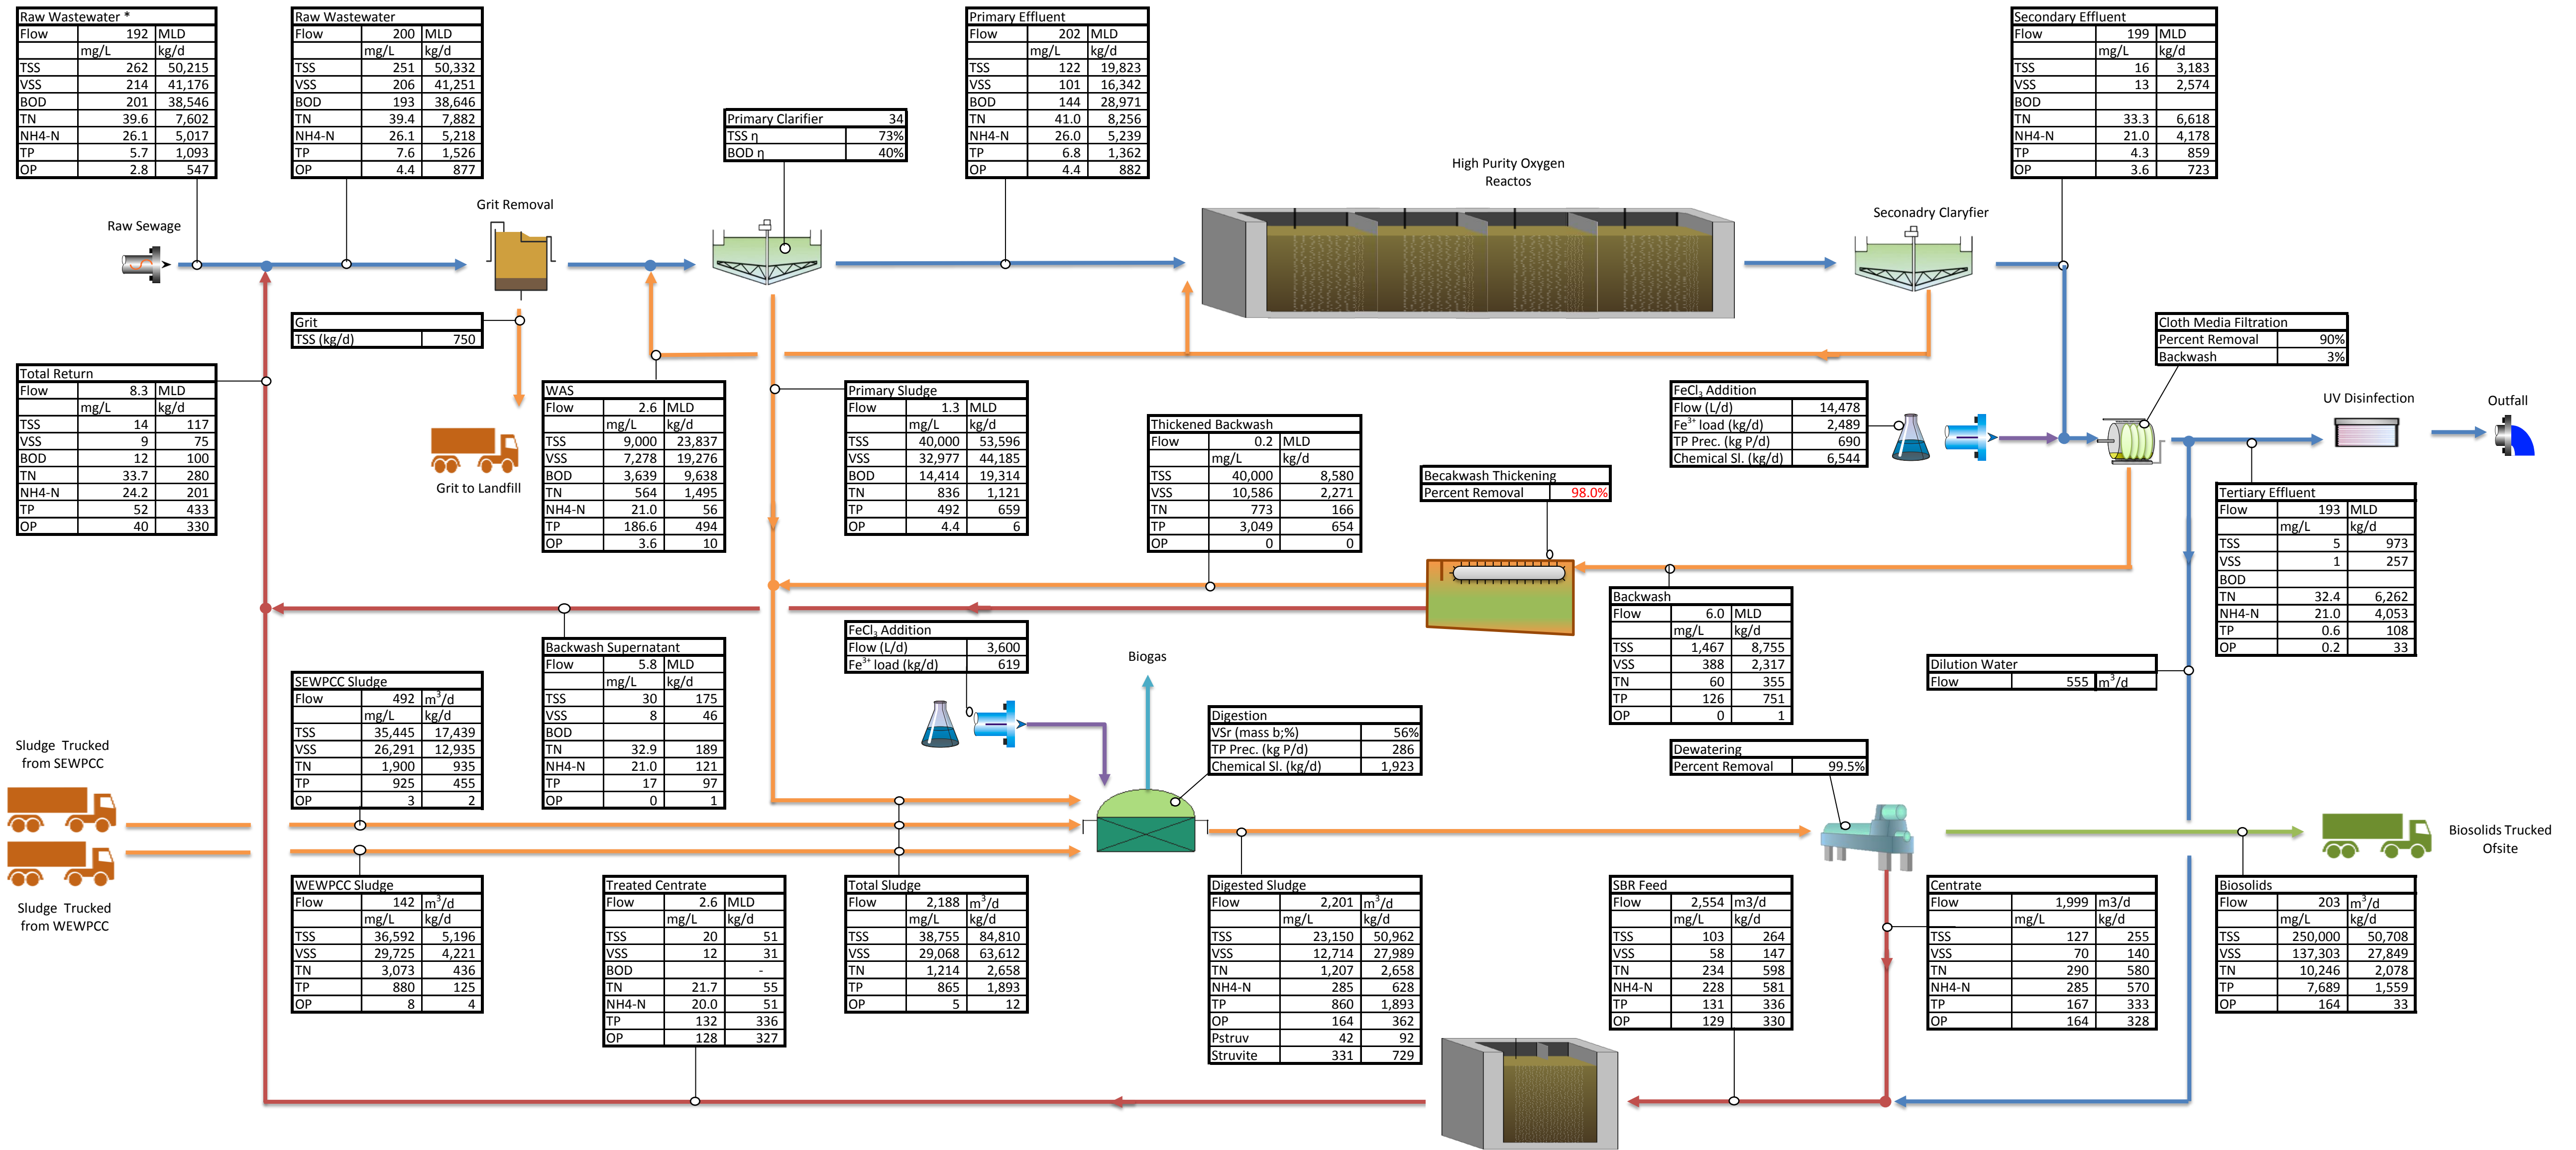 Raw Wastewater *
Flow 192 MLD
mg/L kg/d
TSS 262 50,215
VSS 214 41,176
BOD 201 38,546
TN 39.6 7,602
NH4-N 26.1 5,017
TP 5.7 1,093
OP 2.8 547
Raw Wastewater
Flow 200 MLD
mg/L kg/d
TSS 251 50,332
VSS 206 41,251
BOD 193 38,646
TN 39.4 7,882
NH4-N 26.1 5,218
TP 7.6 1,526
OP 4.4 877
Primary Clarifier 34
TSS η 73%
BOD η 40%
Primary Effluent
Flow 202 MLD
mg/L kg/d
TSS 122 19,823
VSS 101 16,342
BOD 144 28,971
TN 41.0 8,256
NH4-N 26.0 5,239
TP 6.8 1,362
OP 4.4 882
Secondary Effluent
Flow 199 MLD
mg/L kg/d
TSS 16 3,183
VSS 13 2,574
BOD
TN 33.3 6,618
NH4-N 21.0 4,178
TP 4.3 859
OP 3.6 723
High Purity Oxygen
Reactos
Raw Sewage
Grit Removal
Seconadry Claryfier
Grit
TSS (kg/d) 750
Cloth Media Filtration
Percent Removal 90%
Backwash 3%
Total Return
Flow 8.3 MLD
mg/L kg/d
TSS 14 117
VSS 9 75
BOD 12 100
TN 33.7 280
NH4-N 24.2 201
TP 52 433
OP 40 330
Grit to Landfill
WAS
Flow 2.6 MLD
mg/L kg/d
TSS 9,000 23,837
VSS 7,278 19,276
BOD 3,639 9,638
TN 564 1,495
NH4-N 21.0 56
TP 186.6 494
OP 3.6 10
Primary Sludge
Flow 1.3 MLD
mg/L kg/d
TSS 40,000 53,596
VSS 32,977 44,185
BOD 14,414 19,314
TN 836 1,121
TP 492 659
OP 4.4 6
Thickened Backwash
Flow 0.2 MLD
mg/L kg/d
TSS 40,000 8,580
VSS 10,586 2,271
TN 773 166
TP 3,049 654
OP 0 0
FeCl3 Addition
Flow (L/d) 14,478
Fe3+ load (kg/d) 2,489
TP Prec. (kg P/d) 690
Chemical Sl. (kg/d) 6,544
UV Disinfection
Outfall
Becakwash Thickening
Percent Removal 98.0%
Tertiary Effluent
Flow 193 MLD
mg/L kg/d
TSS 5 973
VSS 1 257
BOD
TN 32.4 6,262
NH4-N 21.0 4,053
TP 0.6 108
OP 0.2 33
Backwash
Flow 6.0 MLD
mg/L kg/d
TSS 1,467 8,755
VSS 388 2,317
TN 60 355
TP 126 751
OP 0 1
Dilution Water
Flow 555 m3/d
FeCl3 Addition
Flow (L/d) 3,600
Fe3+ load (kg/d) 619
Biogas
Backwash Supernatant
Flow 5.8 MLD
mg/L kg/d
TSS 30 175
VSS 8 46
BOD
TN 32.9 189
NH4-N 21.0 121
TP 17 97
OP 0 1
SEWPCC Sludge
Flow 492 m3/d
mg/L kg/d
TSS 35,445 17,439
VSS 26,291 12,935
TN 1,900 935
TP 925 455
OP 3 2
Digestion
VSr (mass b;%) 56%
TP Prec. (kg P/d) 286
Chemical Sl. (kg/d) 1,923
Dewatering
Percent Removal 99.5%
Sludge Trucked
from SEWPCC
Sludge Trucked
from WEWPCC
Biosolids Trucked
Ofsite
WEWPCC Sludge
Flow 142 m3/d
mg/L kg/d
TSS 36,592 5,196
VSS 29,725 4,221
TN 3,073 436
TP 880 125
OP 8 4
Treated Centrate
Flow 2.6 MLD
mg/L kg/d
TSS 20 51
VSS 12 31
BOD -
TN 21.7 55
NH4-N 20.0 51
TP 132 336
OP 128 327
Total Sludge
Flow 2,188 m3/d
mg/L kg/d
TSS 38,755 84,810
VSS 29,068 63,612
TN 1,214 2,658
TP 865 1,893
OP 5 12
Digested Sludge
Flow 2,201 m3/d
mg/L kg/d
TSS 23,150 50,962
VSS 12,714 27,989
TN 1,207 2,658
NH4-N 285 628
TP 860 1,893
OP 164 362
Pstruv 42 92
Struvite 331 729
SBR Feed
Flow 2,554 m3/d
mg/L kg/d
TSS 103 264
VSS 58 147
TN 234 598
NH4-N 228 581
TP 131 336
OP 129 330
Centrate
Flow 1,999 m3/d
mg/L kg/d
TSS 127 255
VSS 70 140
TN 290 580
NH4-N 285 570
TP 167 333
OP 164 328
Biosolids
Flow 203 m3/d
mg/L kg/d
TSS 250,000 50,708
VSS 137,303 27,849
TN 10,246 2,078
TP 7,689 1,559
OP 164 33